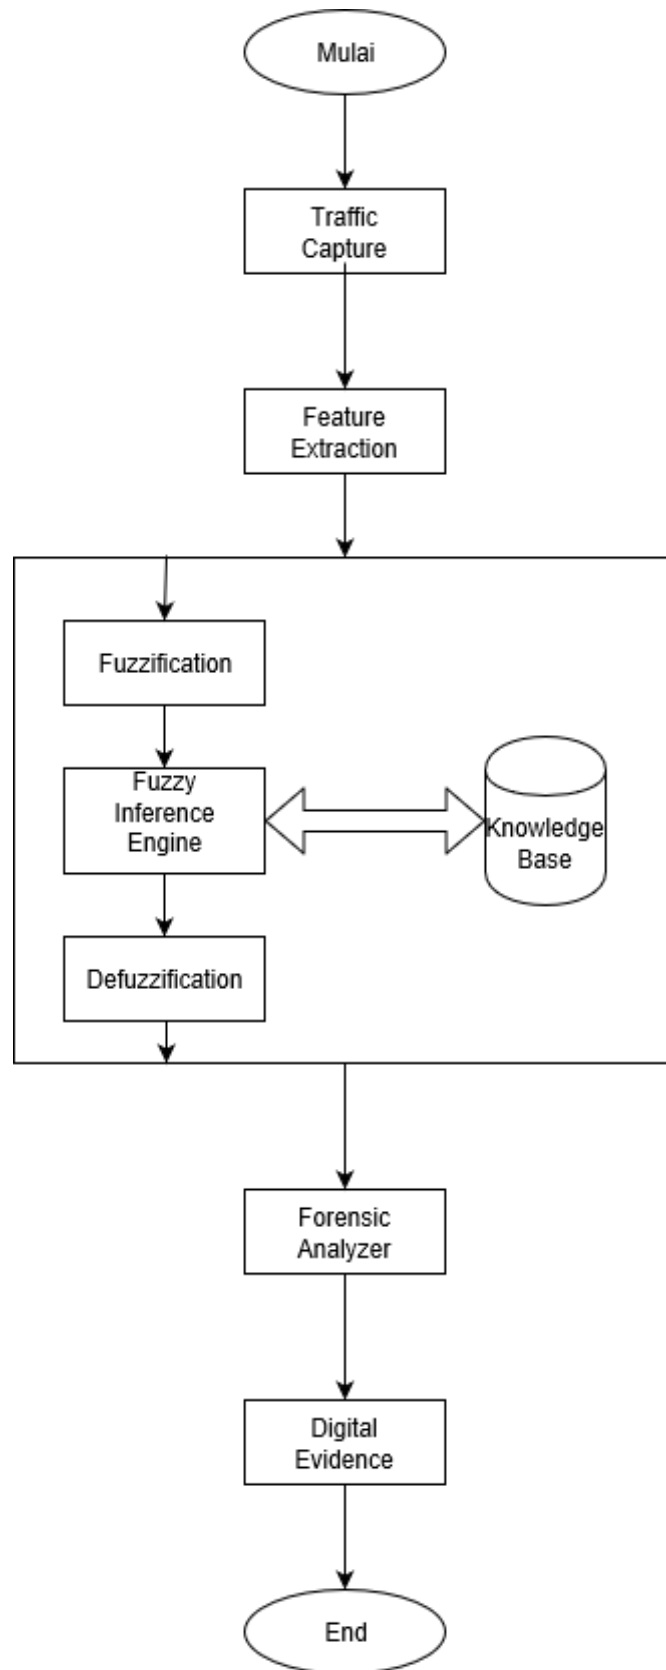 Mulai
Traffic
Capture
Feature
Extraction
Fuzzification
Fuzzy
Inference
Engine
Knowledge
Base
Defuzzification
Forensic
Analyzer
Digital
Evidence
End